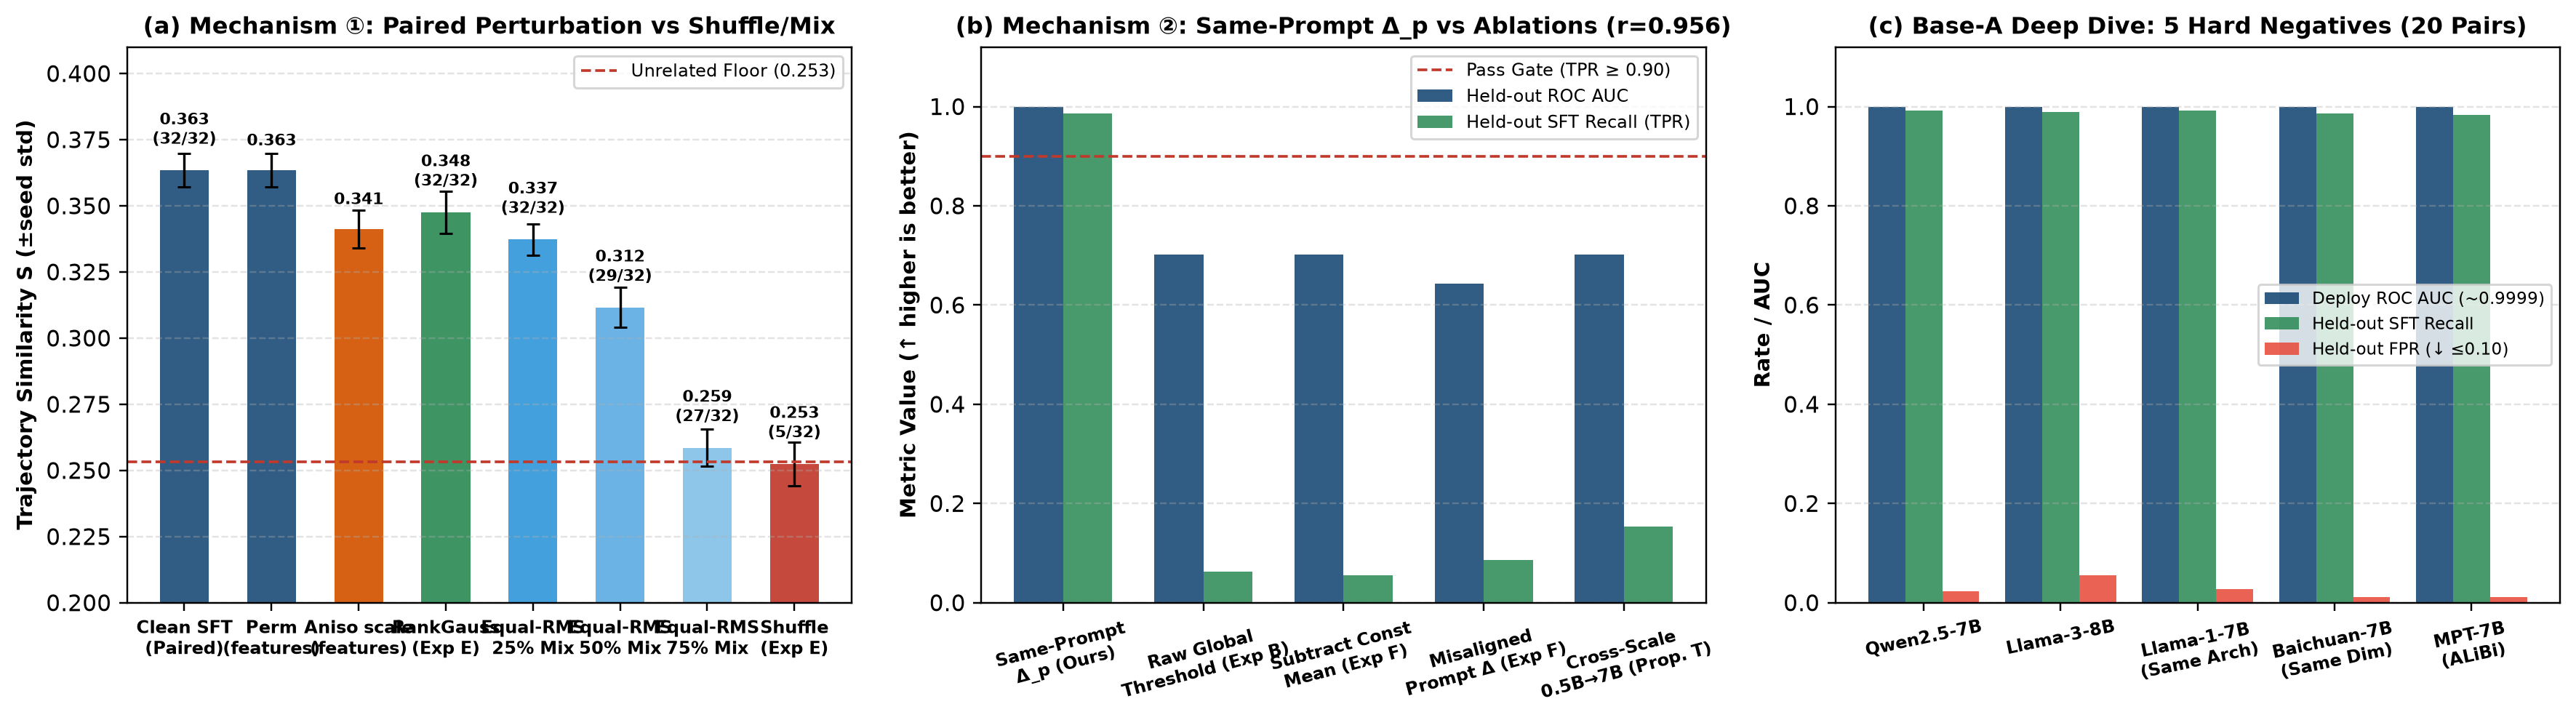 (a) Mechanism ①: Paired Perturbation vs Shuffle/Mix
Trajectory Similarity S (±seed std)
0.400
0.375
0.350
0.325
0.300
0.275
0.250
0.225
0.200
Unrelated Floor (0.253)
0.363
(32/32)
0.363
0.341
0.348
(32/32)
0.337
(32/32)
0.312
(29/32)
0.259
(27/32)
0.253
(5/32)
Clean SFT
(Paired)
Perm
(features)
Aniso scale
(features)
RankGauss
(Exp E)
Equal-RMS
25% Mix
Equal-RMS
50% Mix
Equal-RMS
75% Mix
Shuffle
(Exp E)
(b) Mechanism ②: Same-Prompt Δ_p vs Ablations (r=0.956)
Metric Value (↑ higher is better)
1.0
0.8
0.6
0.4
0.2
0.0
Pass Gate (TPR ≥ 0.90)
Held-out ROC AUC
Held-out SFT Recall (TPR)
Same-Prompt
Δ_p (Ours)
Raw Global
Threshold (Exp B)
Subtract Const
Mean (Exp F)
Misaligned
Prompt Δ (Exp F)
Cross-Scale
0.5B→7B (Prop. T)
(c) Base-A Deep Dive: 5 Hard Negatives (20 Pairs)
Rate / AUC
1.0
0.8
0.6
0.4
0.2
0.0
Deploy ROC AUC (~0.9999)
Held-out SFT Recall
Held-out FPR (↓ ≤0.10)
Qwen2.5-7B
Llama-3-8B
Llama-1-7B
(Same Arch)
Baichuan-7B
(Same Dim)
MPT-7B
(ALiBi)